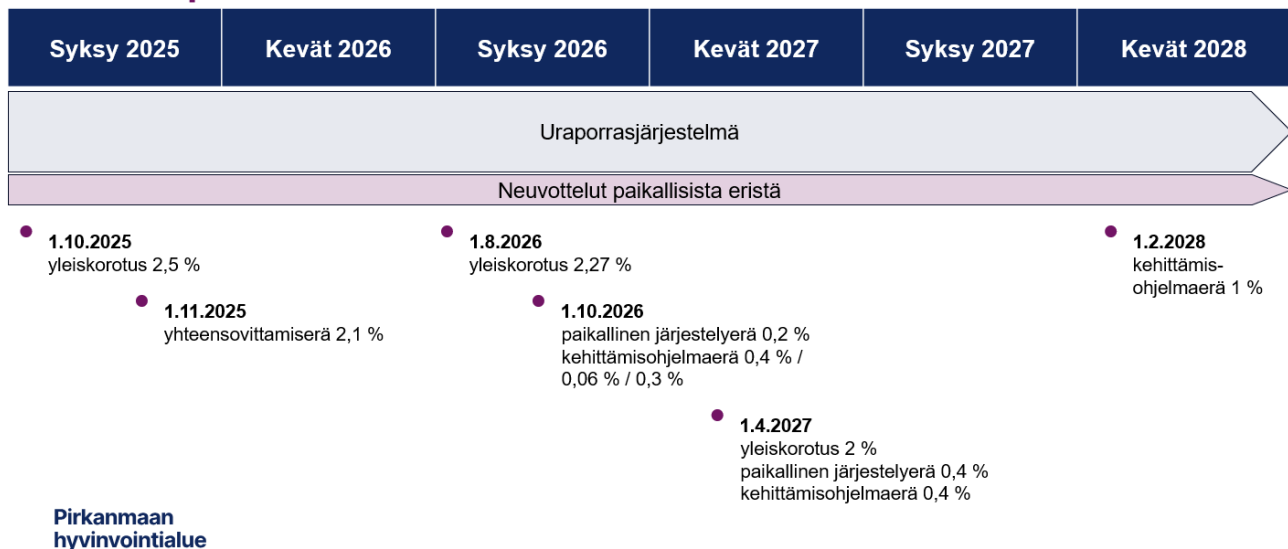 Syksy 2025
Kevät 2026
Syksy 2026
Kevät 2027
Syksy 2027
Kevät 2028
Uraporrasjärjestelmä
Neuvottelut paikallisista eristä
1.10.2025
yleiskorotus 2,5 %
1.11.2025
yhteensovittamiserä 2,1 %
1.8.2026
yleiskorotus 2,27 %
1.10.2026
paikallinen järjestelyerä 0,2 %
kehittämisohjelmaerä 0,4 % /
0,06 % / 0,3 %
1.4.2027
yleiskorotus 2 %
paikallinen järjestelyerä 0,4 %
kehittämisohjelmaerä 0,4 %
1.2.2028
kehittämis-
ohjelmaerä 1 %
Pirkanmaan
hyvinvointialue